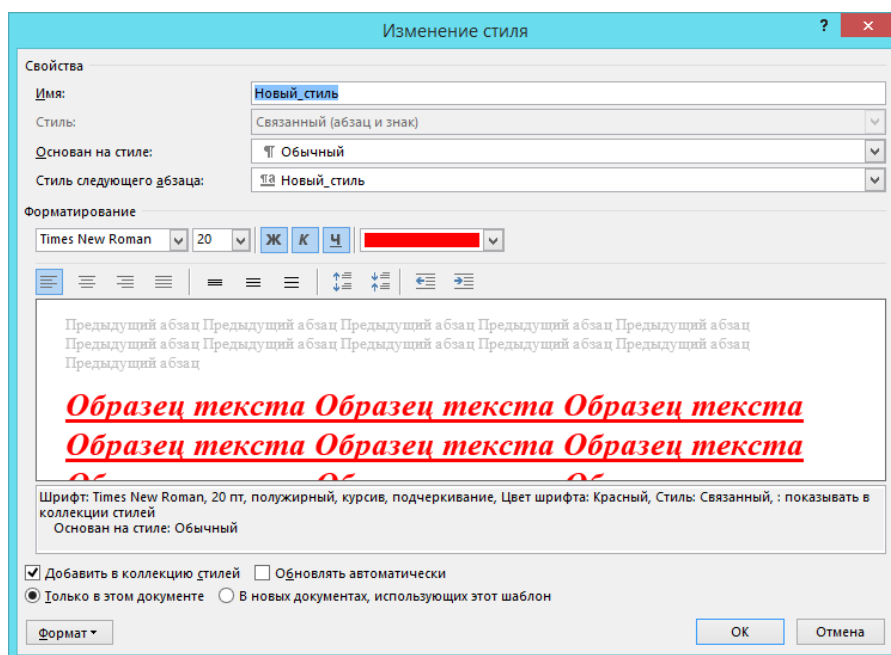 Изменение стиля
?
Свойства
Имя: Новый_стиль
Стиль: Связанный (абзац и знак)
Основан на стиле: ¶ Обычный
Стиль следующего абзаца: ¶a Новый_стиль
Форматирование
Times New Roman 20 Ж К Ч
Предыдущий абзац Предыдущий абзац Предыдущий абзац Предыдущий абзац Предыдущий абзац
Предыдущий абзац Предыдущий абзац Предыдущий абзац Предыдущий абзац Предыдущий абзац
Предыдущий абзац
Образец текста Образец текста Образец текста
Образец текста Образец текста Образец текста
Шрифт: Times New Roman, 20 пт, полужирный, курсив, подчеркивание, Цвет шрифта: Красный, Стиль: Связанный, : показывать в
коллекции стилей
Основан на стиле: Обычный
Добавить в коллекцию стилей Обновлять автоматически
Только в этом документе В новых документах, использующих этот шаблон
Формат ОК Отмена